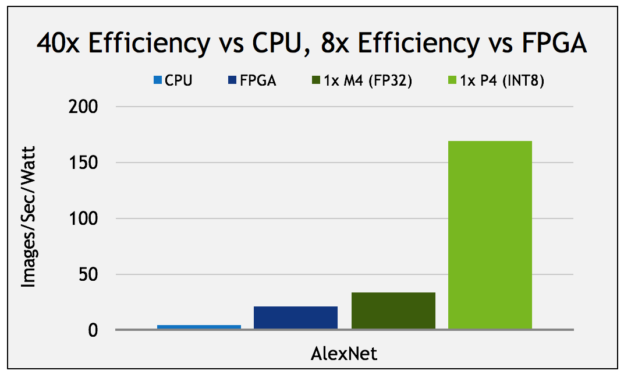 40x Efficiency vs CPU, 8x Efficiency vs FPGA
CPU FPGA 1x M4 (FP32) 1x P4 (INT8)
200
150
100
50
0
Images/Sec/Watt
AlexNet